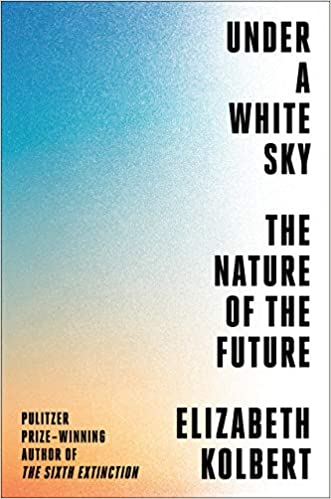 UNDER
A
WHITE
SKY
THE
NATURE
OF THE
FUTURE
PULITZER
PRIZE–WINNING
AUTHOR OF
THE SIXTH EXTINCTION
ELIZABETH
KOLBERT